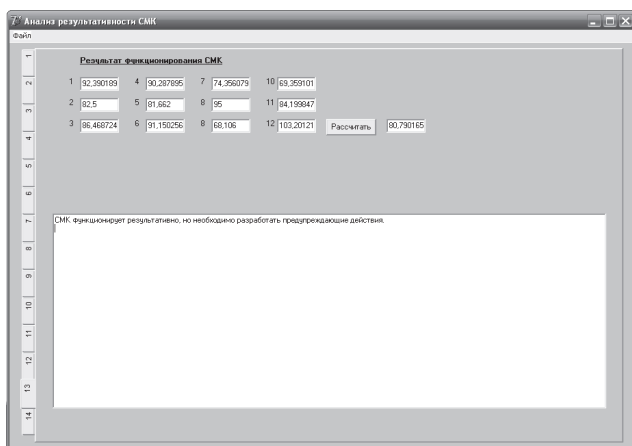 Анализ результативности СМК
Файл
Результат функционирования СМК
1 92,390189 4 90,287895 7 74,356079 10 69,359101
2 82,5 5 81,662 8 95 11 84,199847
3 86,468724 6 91,150256 8 68,106 12 103,20121 Рассчитать 80,790165
СМК функционирует результативно, но необходимо разработать предупреждающие действия.
1
2
3
4
5
6
7
8
9
10
11
12
13
14